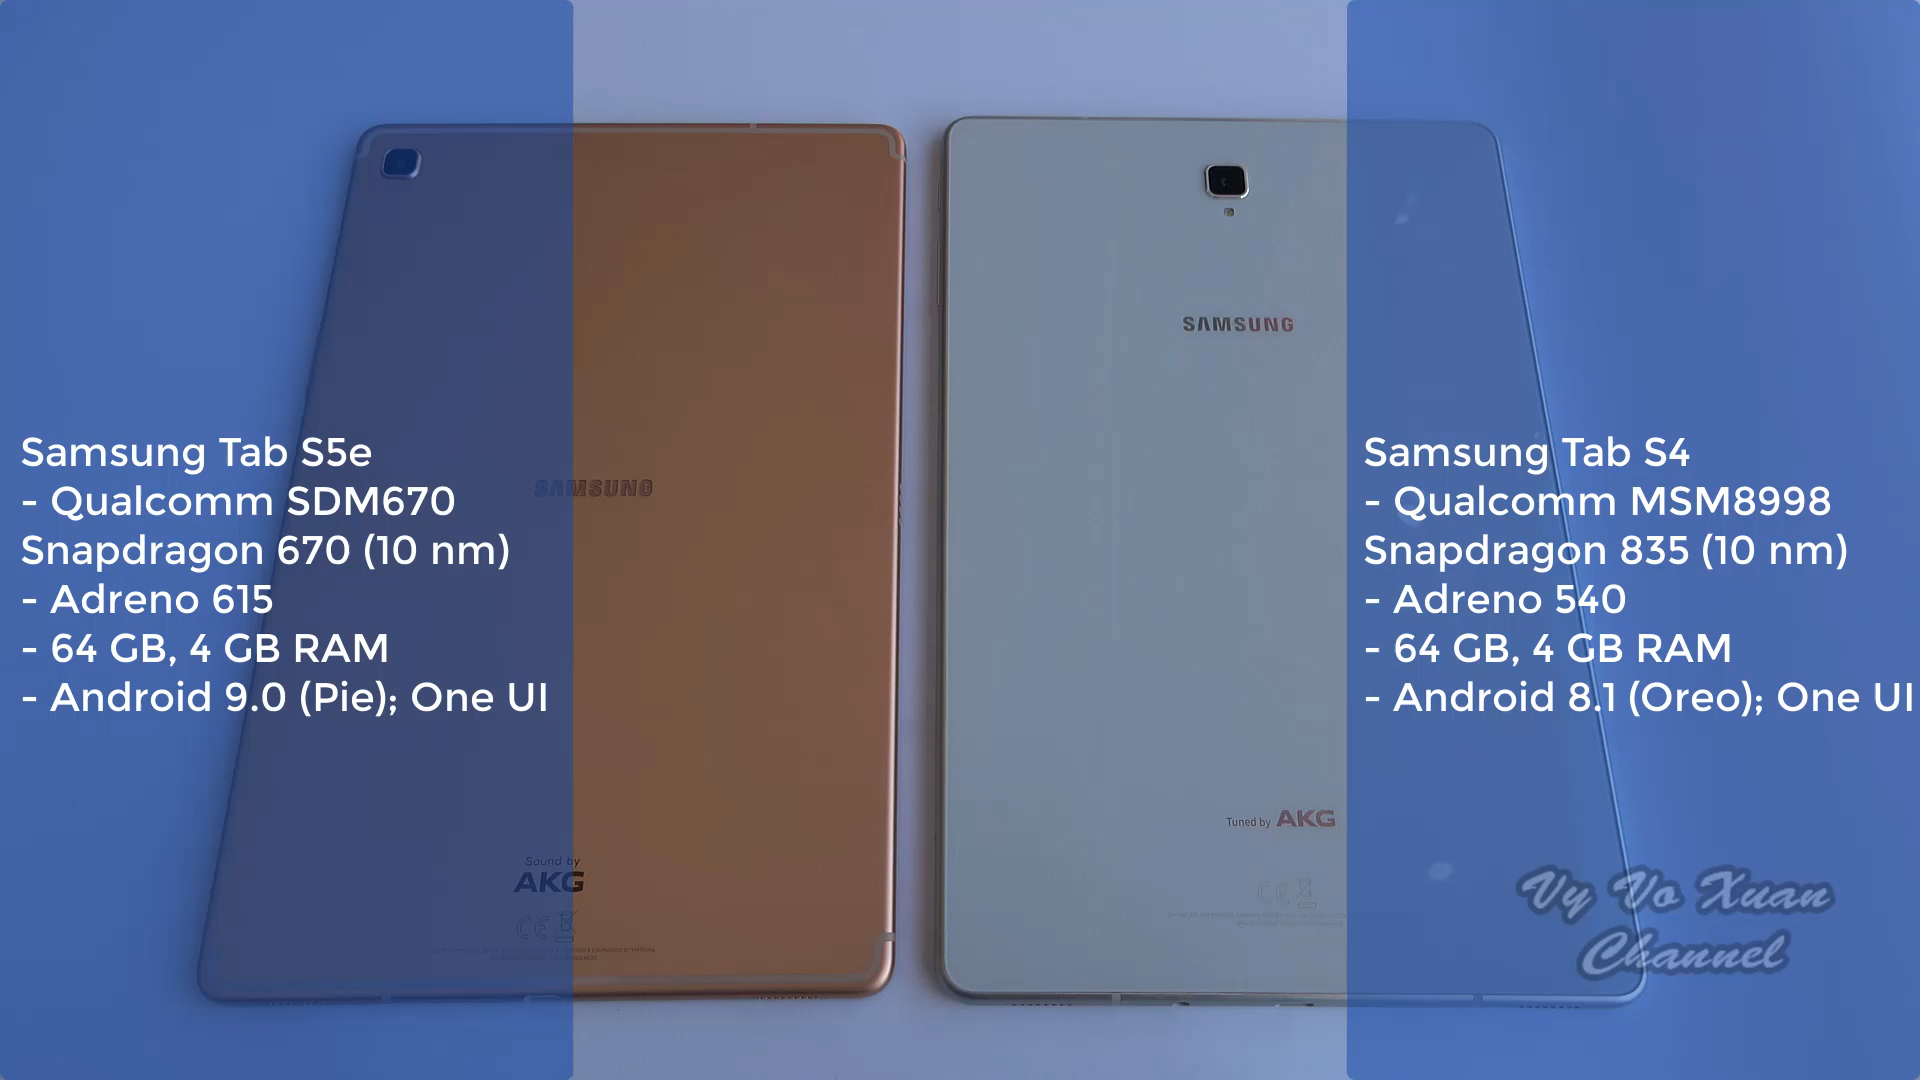 Samsung Tab S5e
- Qualcomm SDM670
Snapdragon 670 (10 nm)
- Adreno 615
- 64 GB, 4 GB RAM
- Android 9.0 (Pie); One UI
SAMSUNG
Sound by
AKG
SAMSUNG
Tuned by AKG
Samsung Tab S4
- Qualcomm MSM8998
Snapdragon 835 (10 nm)
- Adreno 540
- 64 GB, 4 GB RAM
- Android 8.1 (Oreo); One UI
Vy Vo Xuan
Channel